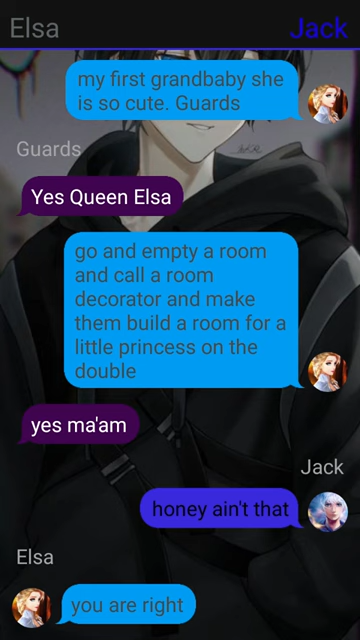 Elsa
Jack
my first grandbaby she
is so cute. Guards
Guards
Yes Queen Elsa
go and empty a room
and call a room
decorator and make
them build a room for a
little princess on the
double
yes ma'am
Jack
honey ain't that
Elsa
you are right